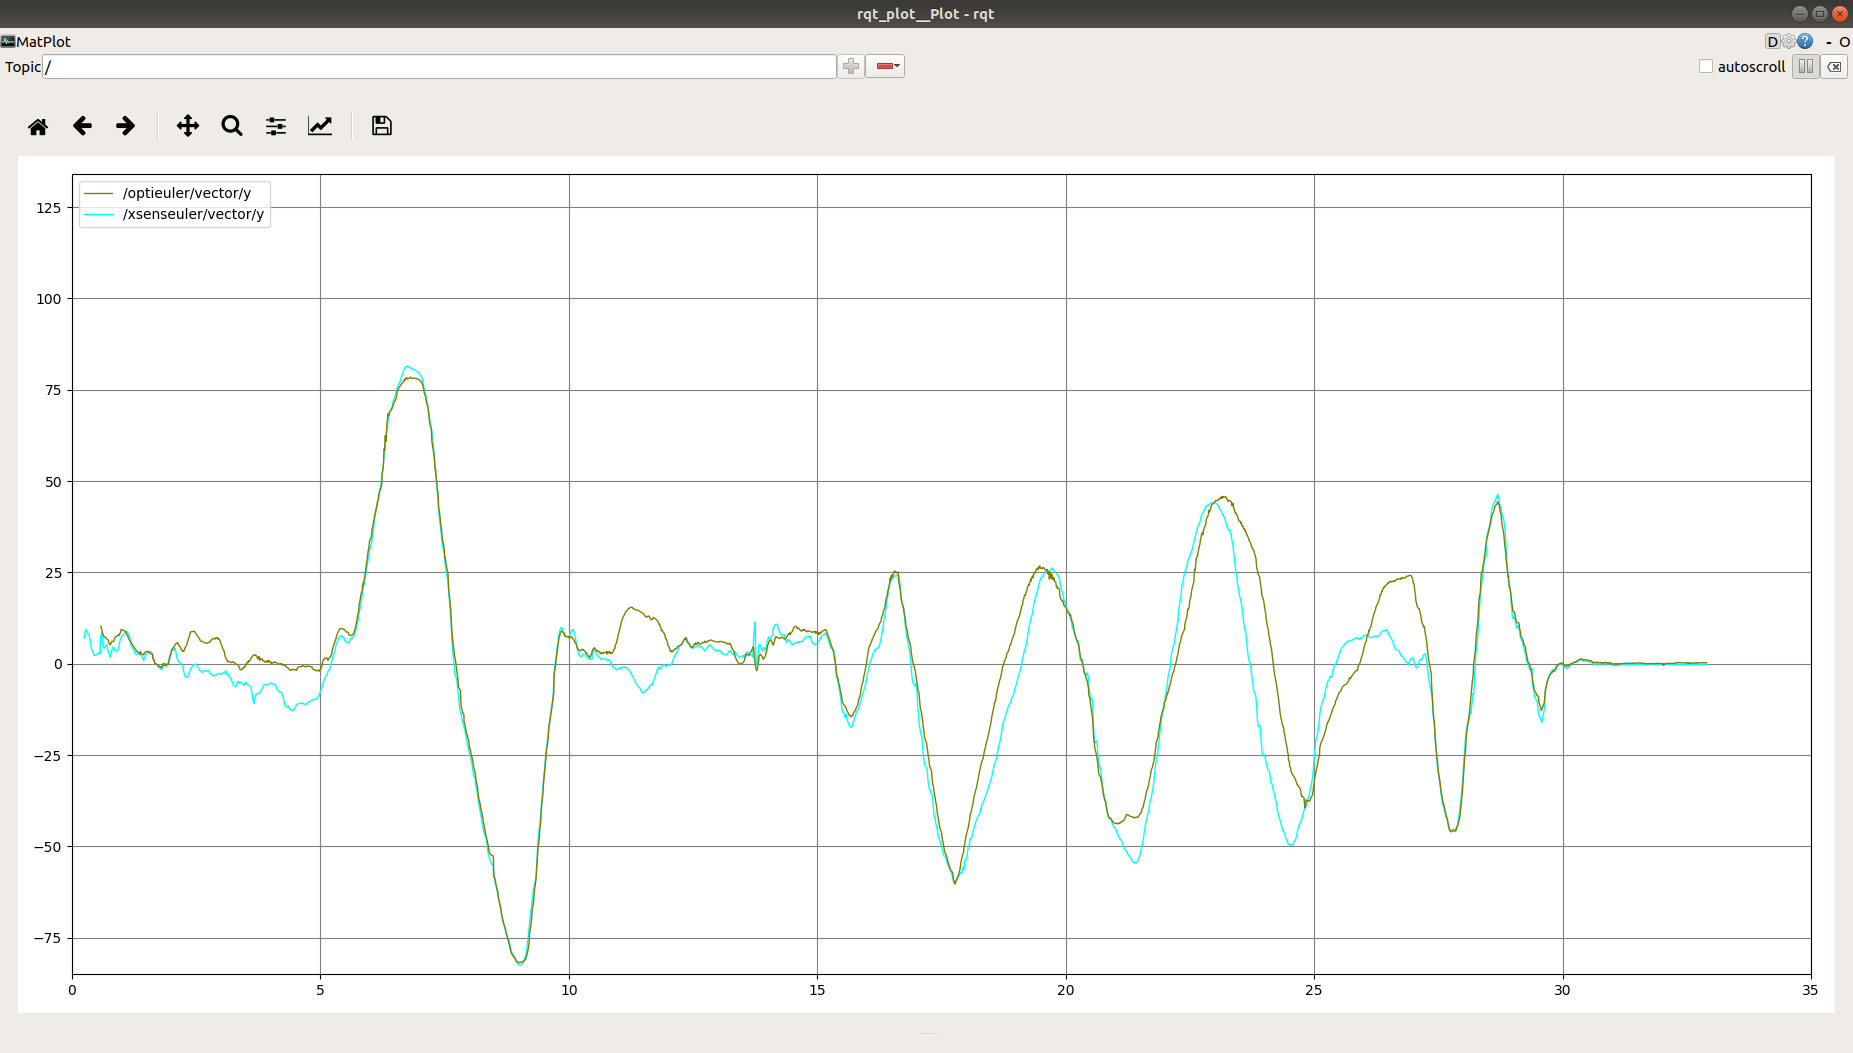 rqt_plot__Plot - rqt
MatPlot
D ? - O
Topic /
autoscroll
/optieuler/vector/y
/xsenseuler/vector/y
125
100
75
50
25
0
−25
−50
−75
0 5 10 15 20 25 30 35